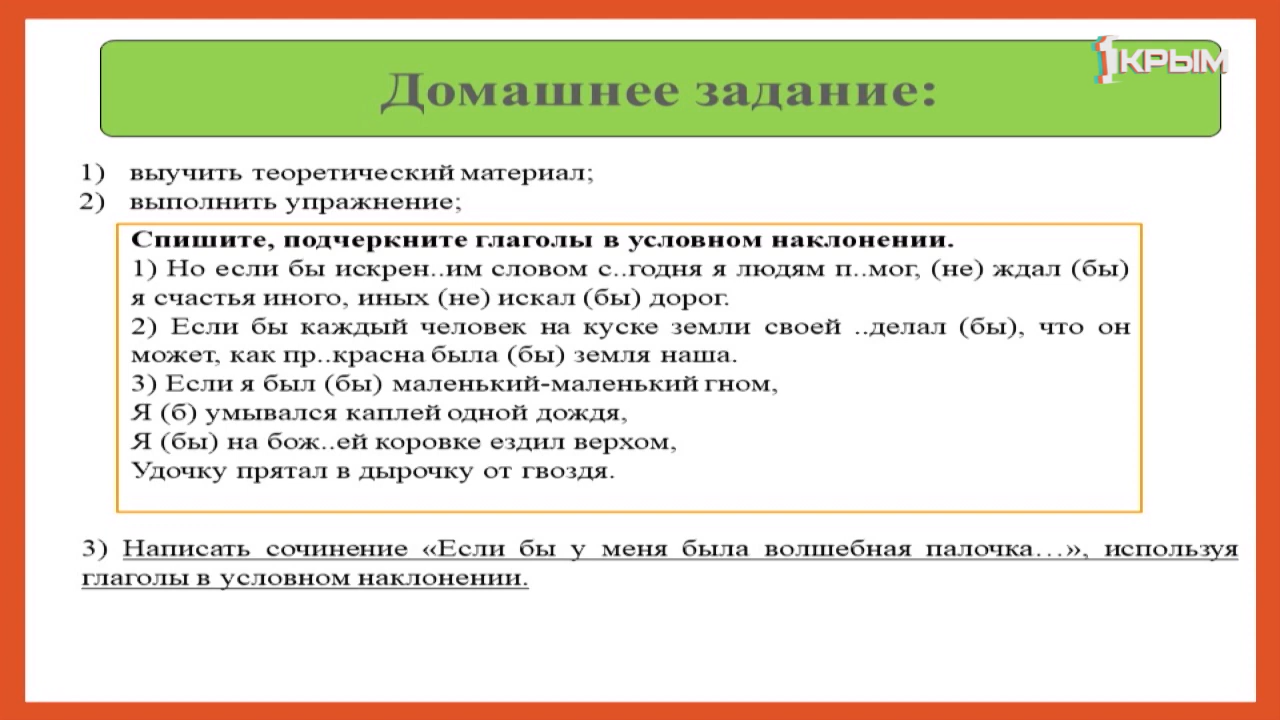 Домашнее задание:
1КРЫМ
1) выучить теоретический материал;
2) выполнить упражнение;
Спишите, подчеркните глаголы в условном наклонении.
1) Но если бы искрен..им словом с..годня я людям п..мог, (не) ждал (бы)
я счастья иного, иных (не) искал (бы) дорог.
2) Если бы каждый человек на куске земли своей ..делал (бы), что он
может, как пр..красна была (бы) земля наша.
3) Если я был (бы) маленький-маленький гном,
Я (б) умывался каплей одной дождя,
Я (бы) на бож..ей коровке ездил верхом,
Удочку прятал в дырочку от гвоздя.
3) Написать сочинение «Если бы у меня была волшебная палочка...», используя
глаголы в условном наклонении.